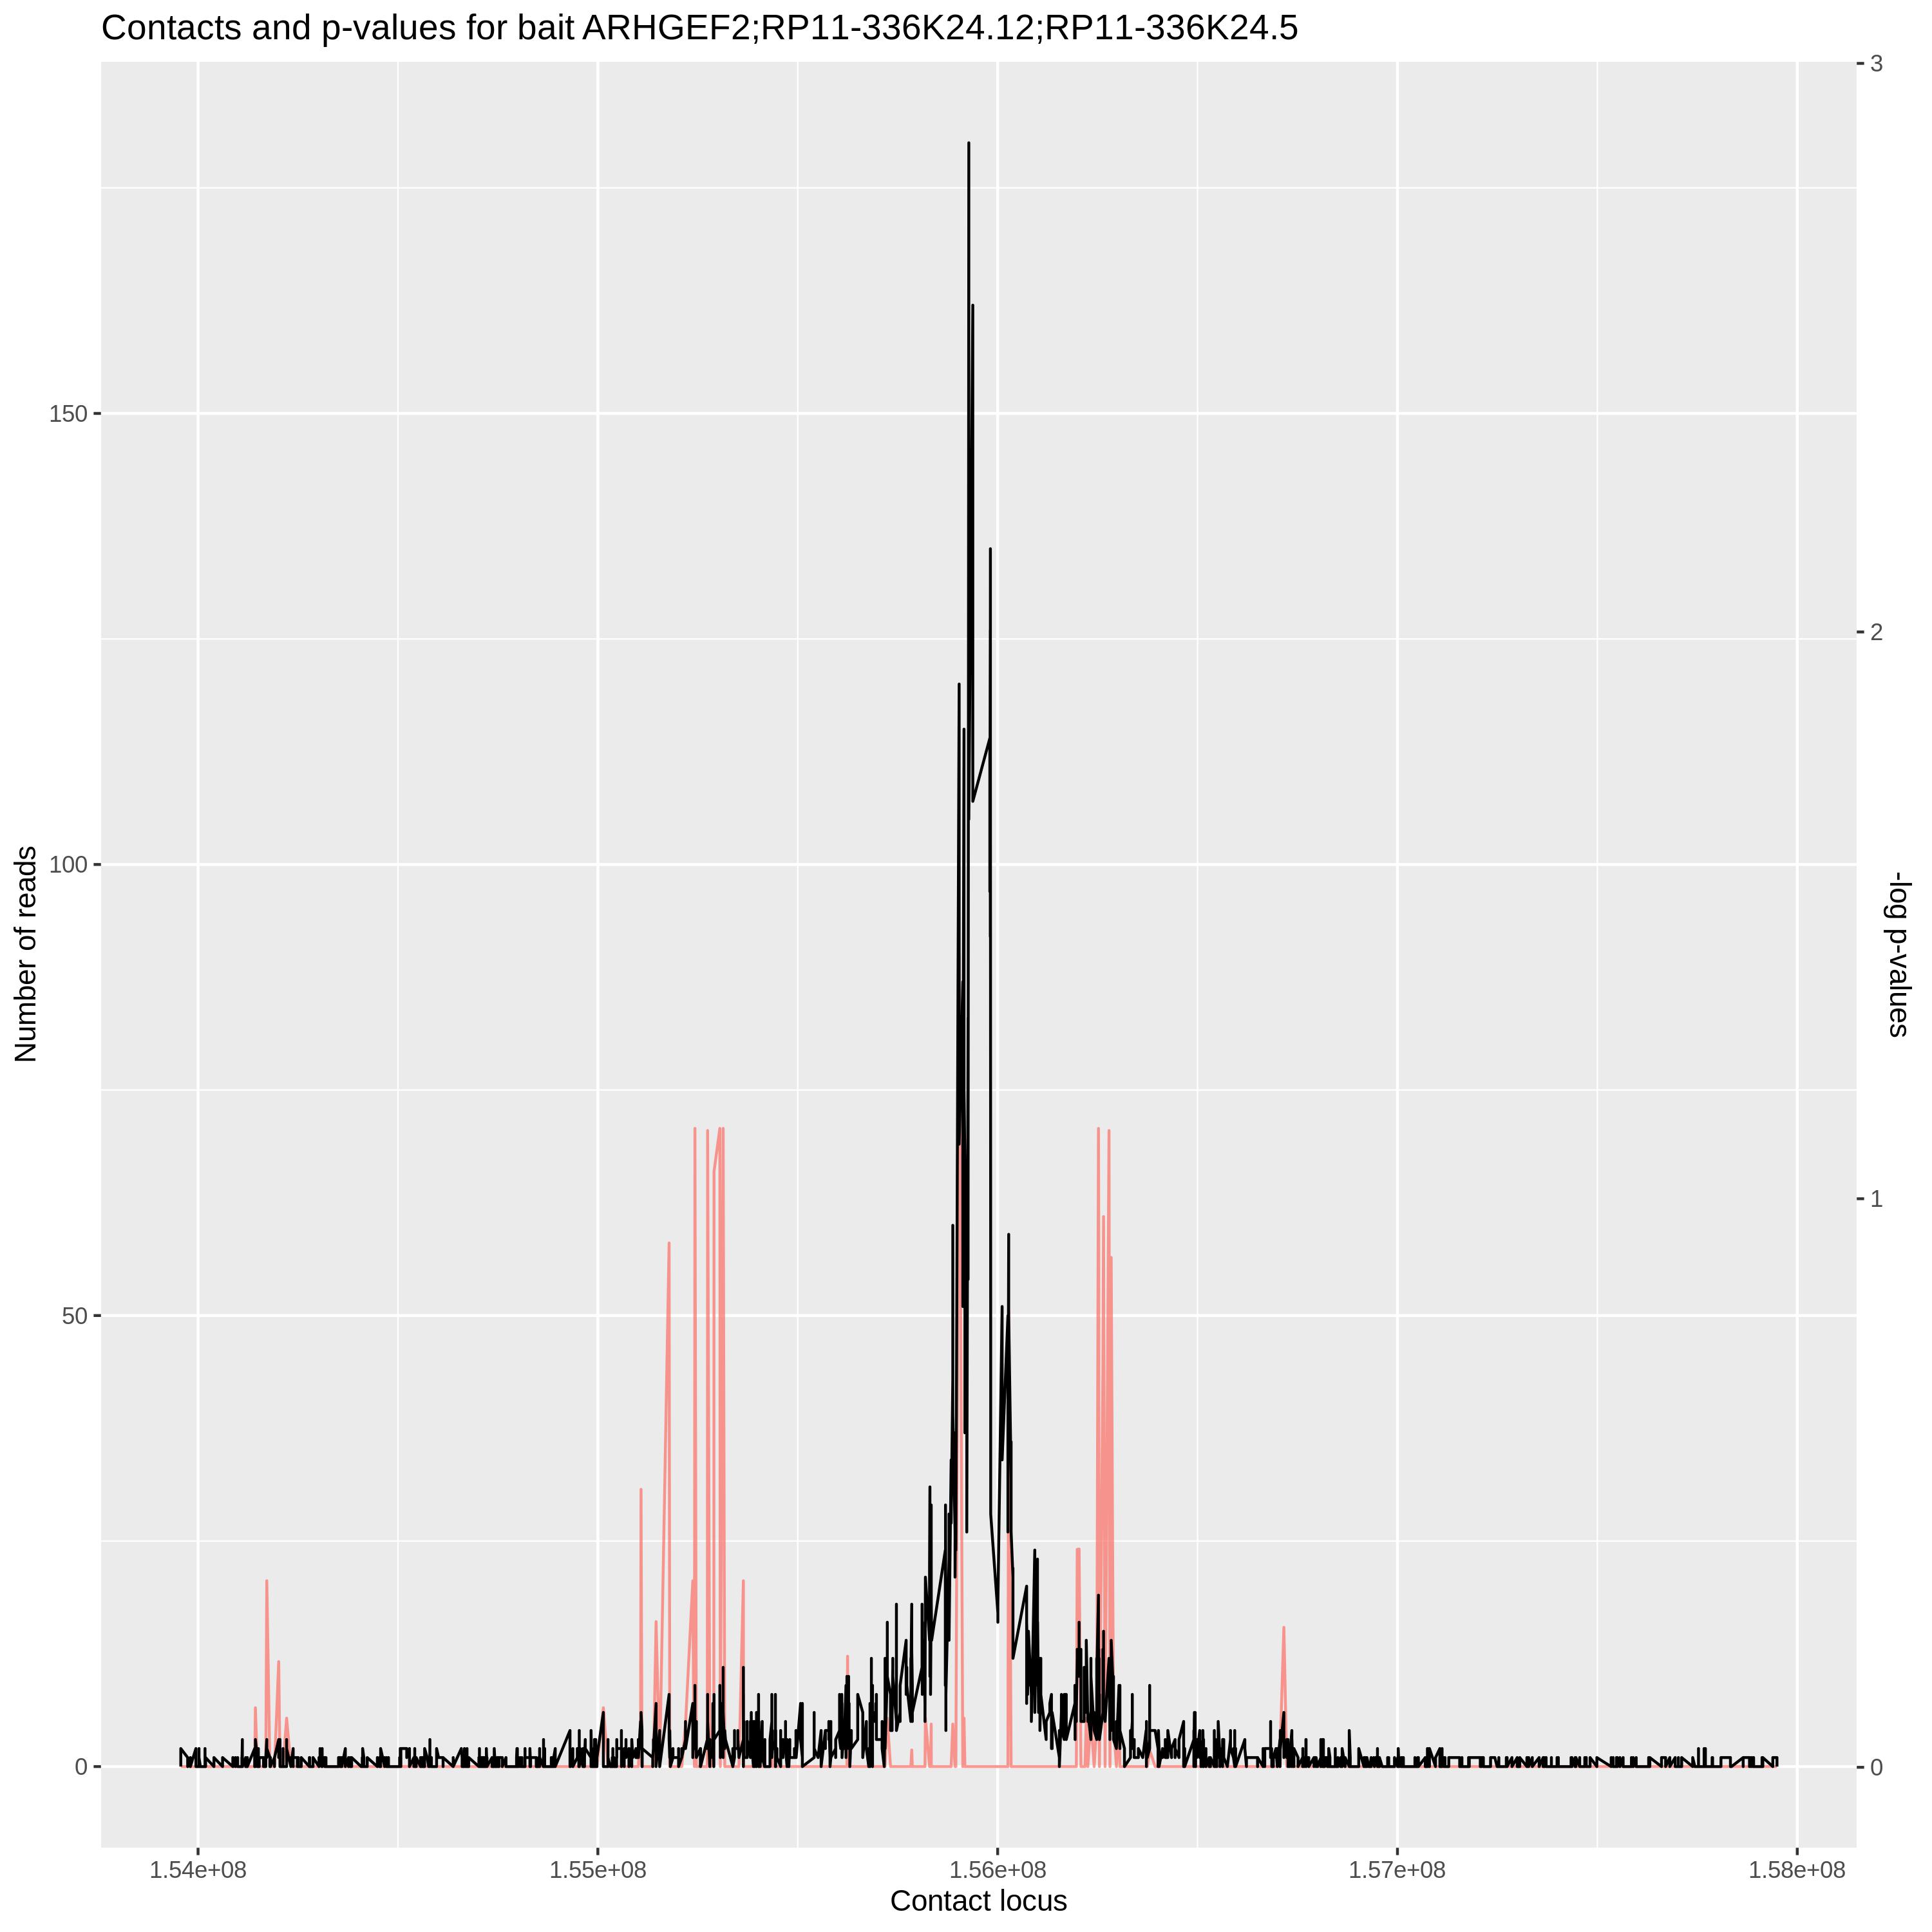 Contacts and p-values for bait ARHGEF2;RP11-336K24.12;RP11-336K24.5
Number of reads
150
100
50
0
3
2
1
0
-log p-values
1.54e+08
1.55e+08
1.56e+08
1.57e+08
1.58e+08
Contact locus